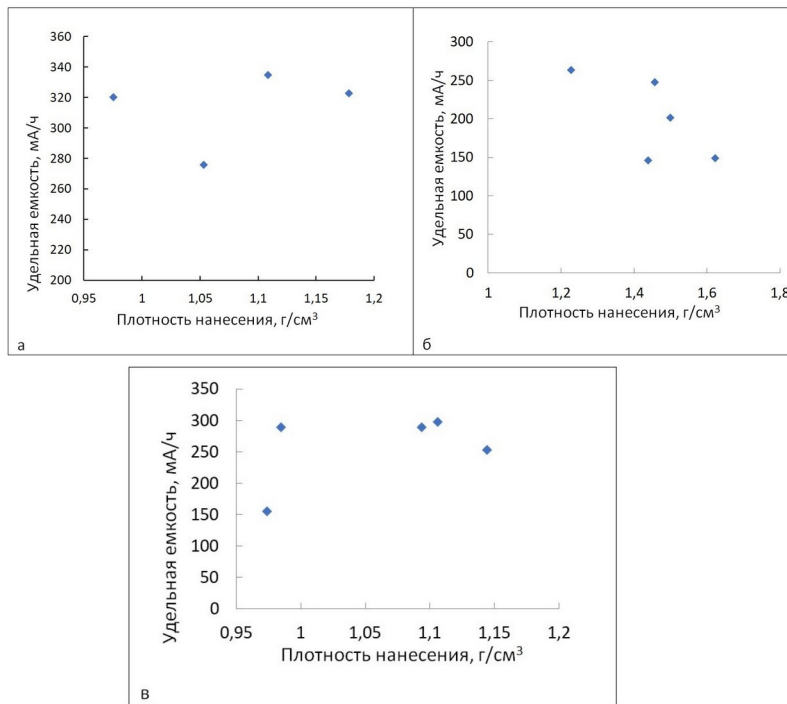 360
340
320
300
280
260
240
220
200
0,95 1 1,05 1,1 1,15 1,2
Удельная емкость, мА/ч
Плотность нанесения, г/см³
а
300
250
200
150
100
50
0
1 1,2 1,4 1,6 1,8
Удельная емкость, мА/ч
Плотность нанесения, г/см³
б
350
300
250
200
150
100
50
0
0,95 1 1,05 1,1 1,15 1,2
Удельная емкость, мА/ч
Плотность нанесения, г/см³
в